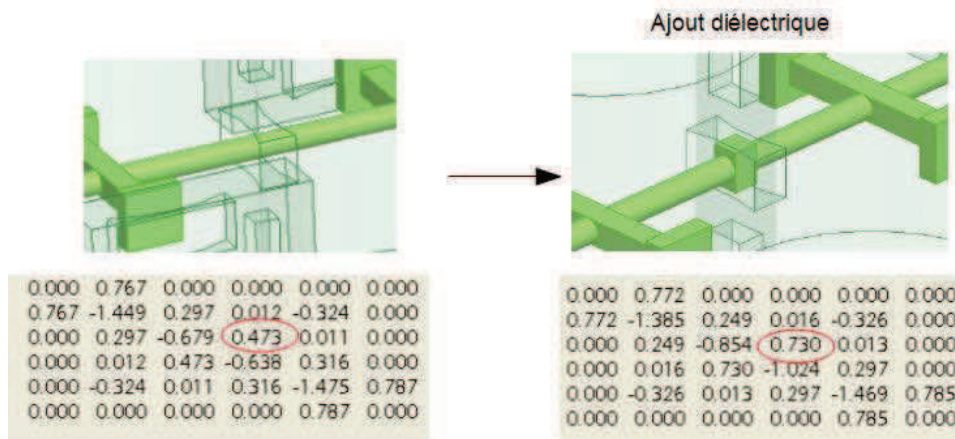 Ajout diélectrique
0.000 0.767 0.000 0.000 0.000 0.000
0.767 -1.449 0.297 0.012 -0.324 0.000
0.000 0.297 -0.679 0.473 0.011 0.000
0.000 0.012 0.473 -0.638 0.316 0.000
0.000 -0.324 0.011 0.316 -1.475 0.787
0.000 0.000 0.000 0.000 0.787 0.000
0.000 0.772 0.000 0.000 0.000 0.000
0.772 -1.385 0.249 0.016 -0.326 0.000
0.000 0.249 -0.854 0.730 0.013 0.000
0.000 0.016 0.730 -1.024 0.297 0.000
0.000 -0.326 0.013 0.297 -1.469 0.785
0.000 0.000 0.000 0.000 0.785 0.000